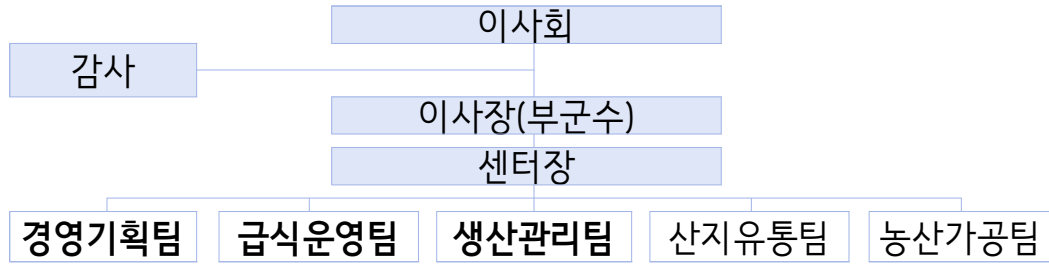 이사회
감사
이사장(부군수)
센터장
경영기획팀 급식운영팀 생산관리팀 산지유통팀 농산가공팀